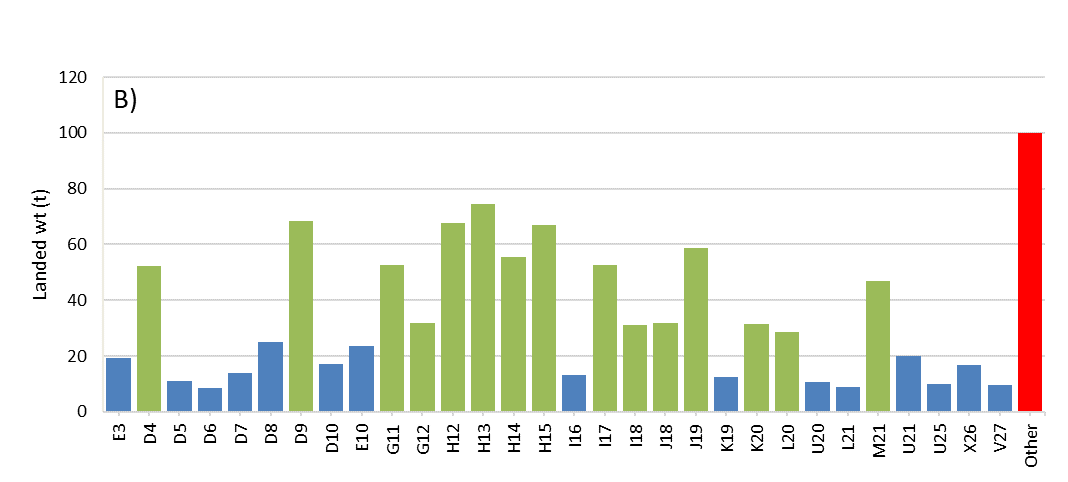 B)
Landed wt (t)
120
100
80
60
40
20
0
E3
D4
D5
D6
D7
D8
D9
D10
E10
G11
G12
H12
H13
H14
H15
I16
I17
I18
J18
J19
K19
K20
L20
U20
L21
M21
U21
U25
X26
V27
Other